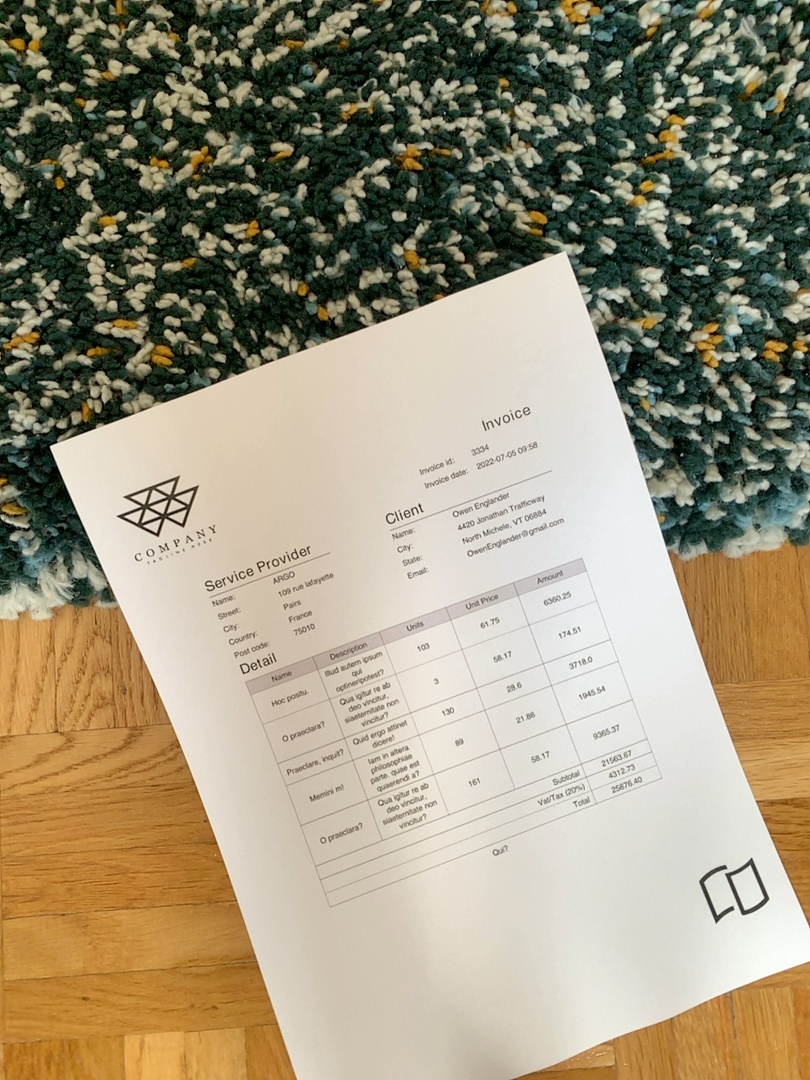 Invoice
Invoice id: 3334
Invoice date: 2022-07-05 09:58
COMPANY
TAGLINE HERE
Service Provider
Name: ARGO
Street: 109 rue lafayette
City: Pairs
Country: France
Post code: 75010
Client
Name: Owen Englander
City: 4420 Jonathan Trafficway
State: North Michele, VT 06884
Email: OwenEnglander@gmail.com
Detail
Name Description Units Unit Price Amount
Hoc positu. Illud autem ipsum 103 61.75 6360.25
qui
optineripotest?
O praeclara? Qua igitur re ab 3 58.17 174.51
deo vincitur,
siaeternitate non
vincitur?
Praeclare, inquit? Quid ergo attinet 130 28.6 3718.0
dicere!
Memini m! Iam in altera 89 21.86 1945.54
philosophiae
parte. quae est
quaerendi a?
O praeclara? Qua igitur re ab 161 58.17 9365.37
deo vincitur,
siaeternitate non
vincitur?
Subtotal 21563.67
Vat/Tax (20%) 4312.73
Total 25876.40
Qui?